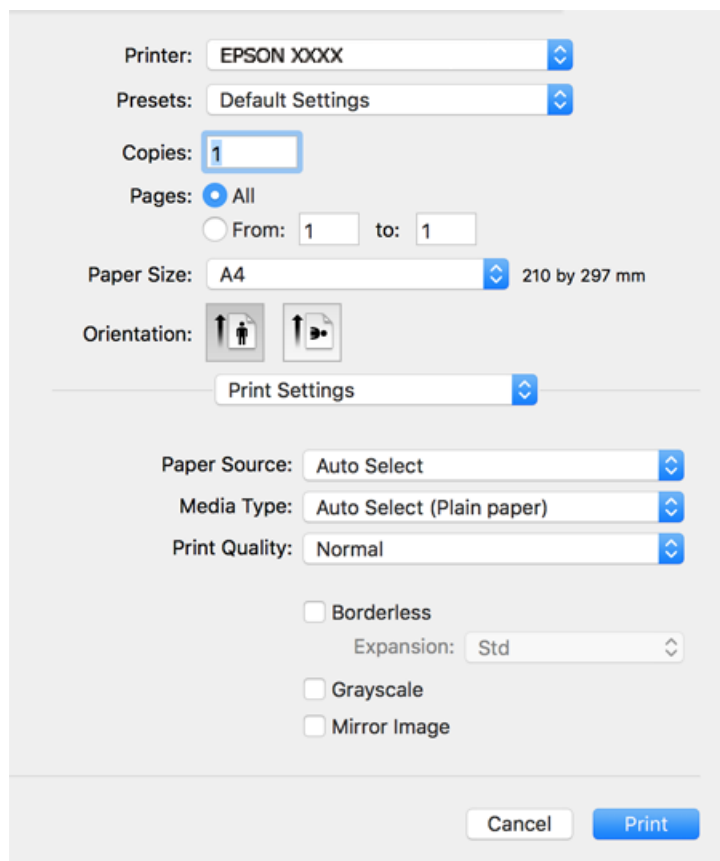 Printer: EPSON XXXX
Presets: Default Settings
Copies: 1
Pages: All
From: 1 to: 1
Paper Size: A4 210 by 297 mm
Orientation:
Print Settings
Paper Source: Auto Select
Media Type: Auto Select (Plain paper)
Print Quality: Normal
Borderless
Expansion: Std
Grayscale
Mirror Image
Cancel Print